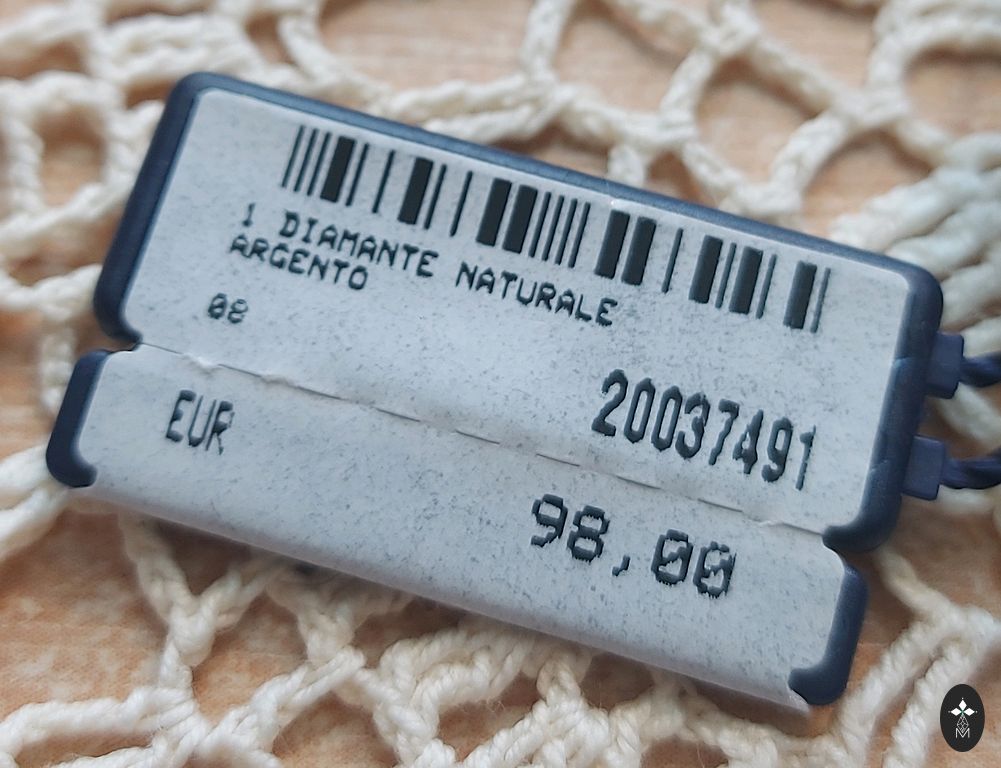 1 DIAMANTE NATURALE
ARGENTO
08
20037491
EUR
98,00
M